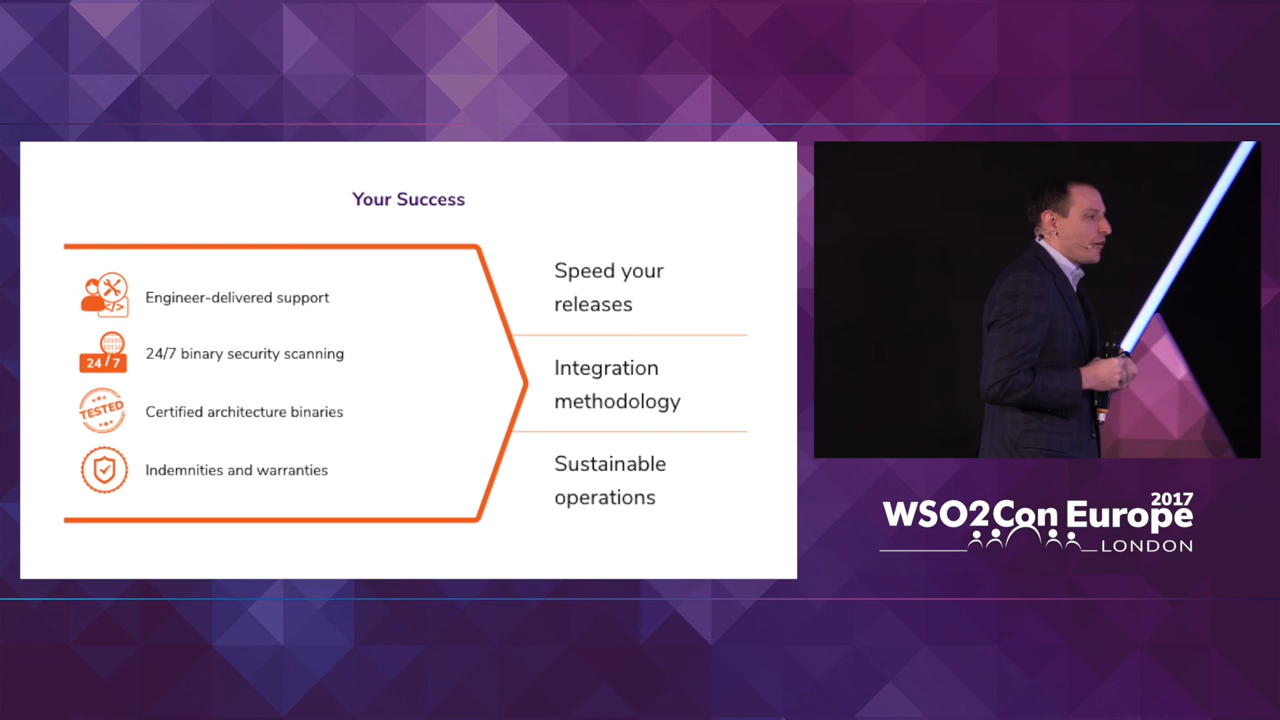 Your Success
Engineer-delivered support
24/7
24/7 binary security scanning
TESTED
Certified architecture binaries
Indemnities and warranties
Speed your
releases
Integration
methodology
Sustainable
operations
2017
WSO2Con Europe
LONDON